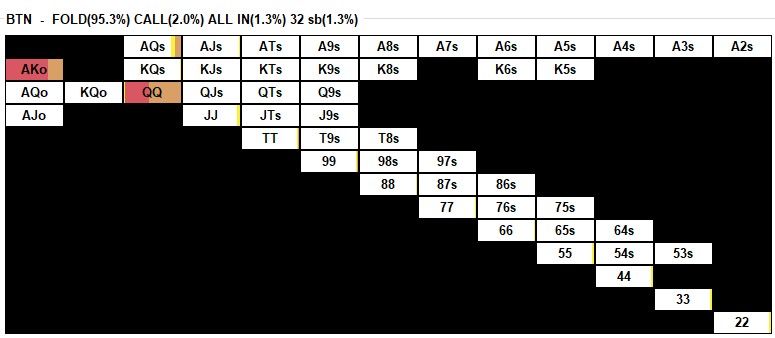 BTN - FOLD(95.3%) CALL(2.0%) ALL IN(1.3%) 32 sb(1.3%)
AQs AJs ATs A9s A8s A7s A6s A5s A4s A3s A2s
AKo KQs KJs KTs K9s K8s K6s K5s
AQo KQo QQ QJs QTs Q9s
AJo JJ JTs J9s
TT T9s T8s
99 98s 97s
88 87s 86s
77 76s 75s
66 65s 64s
55 54s 53s
44
33
22